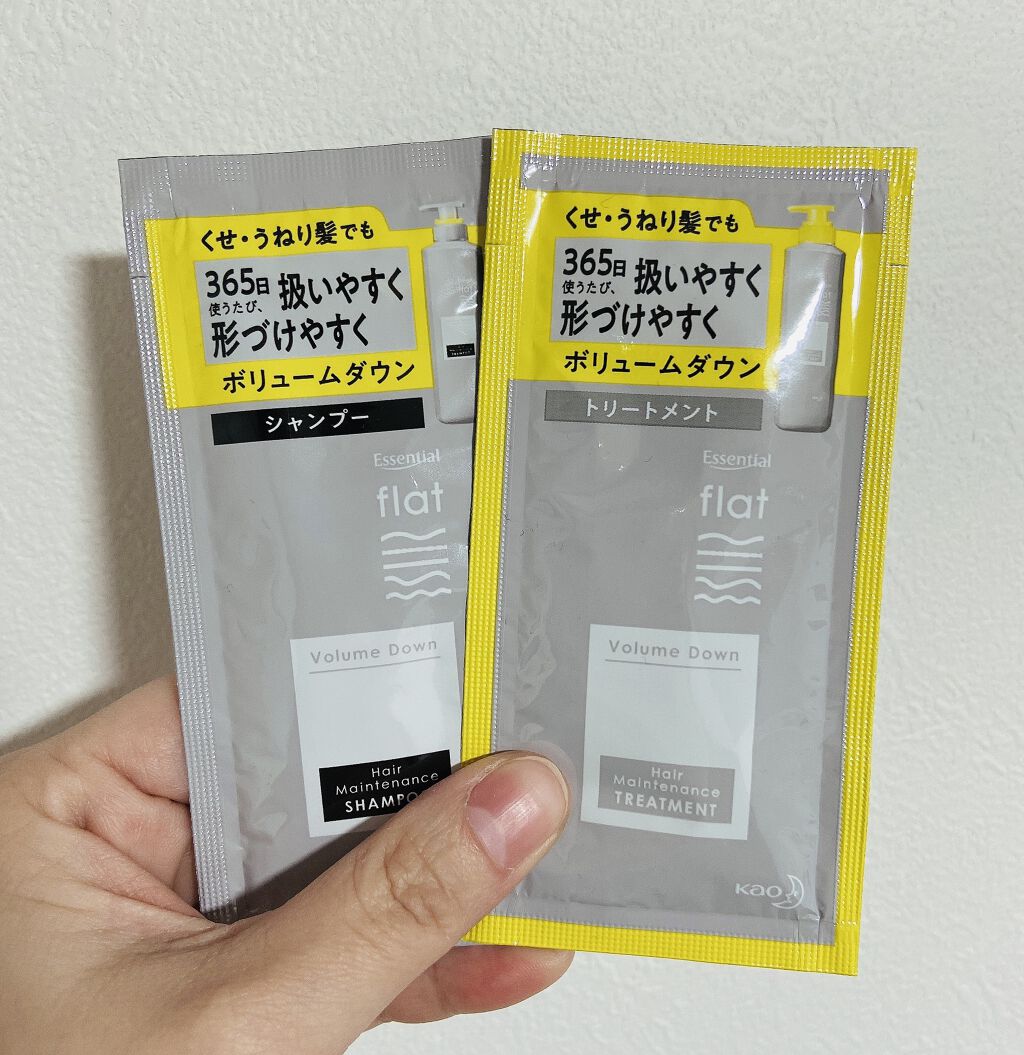 くせ・うねり髪でも
365日
使うたび、
扱いやすく
形づけやすく
ボリュームダウン
シャンプー
Essential
flat
Volume Down
Hair
Maintenance
SHAMPO
くせ・うねり髪でも
365日
使うたび、
扱いやすく
形づけやすく
ボリュームダウン
トリートメント
Essential
flat
Volume Down
Hair
Maintenance
TREATMENT
Kao